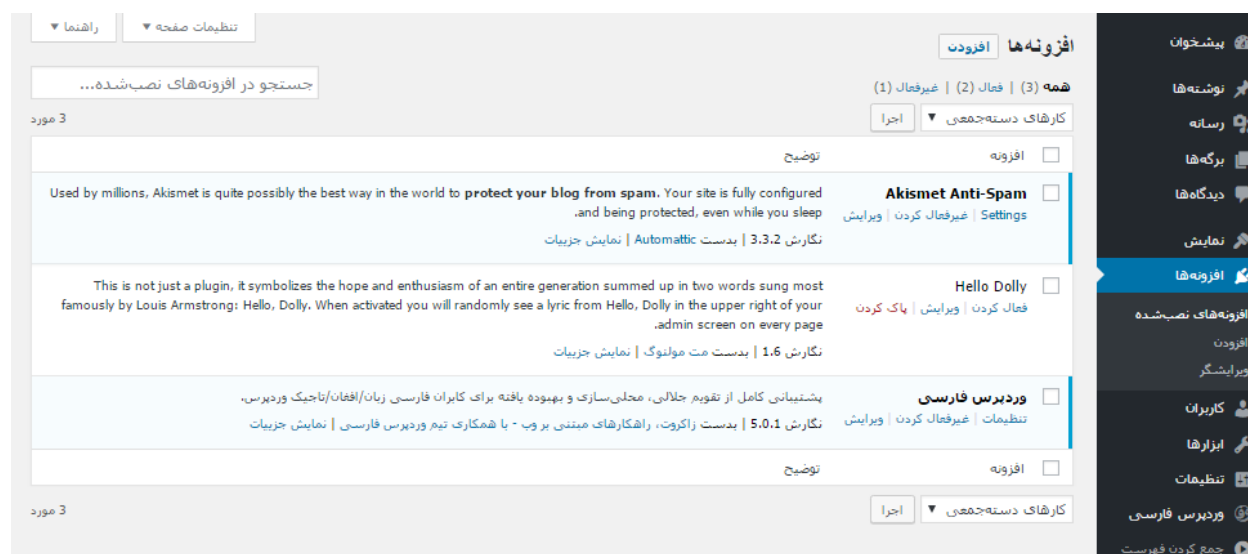 راهنما ▼
تنظیمات صفحه ▼
افزونه‌ها افزودن
همه (3) | فعال (2) | غیرفعال (1)
جستجو در افزونه‌های نصب‌شده...
کارهای دسته‌جمعی ▼ اجرا
3 مورد
افزونه توضیح
Akismet Anti-Spam
Settings | غیرفعال کردن | ویرایش
Used by millions, Akismet is quite possibly the best way in the world to protect your blog from spam. Your site is fully configured
.and being protected, even while you sleep
نگارش 3.3.2 | بدست Automattic | نمایش جزییات
Hello Dolly
فعال کردن | ویرایش | پاک کردن
This is not just a plugin, it symbolizes the hope and enthusiasm of an entire generation summed up in two words sung most
famously by Louis Armstrong: Hello, Dolly. When activated you will randomly see a lyric from Hello, Dolly in the upper right of your
.admin screen on every page
نگارش 1.6 | بدست مت مولنوگ | نمایش جزییات
وردپرس فارسی
تنظیمات | غیرفعال کردن | ویرایش
پشتیبانی کامل از تقویم جلالی، محلی‌سازی و بهبوده یافته برای کابران فارسی زبان/افغان/تاجیک وردپرس.
نگارش 5.0.1 | بدست زاکروت، راهکارهای مبتنی بر وب - با همکاری تیم وردپرس فارسی | نمایش جزییات
افزونه توضیح
کارهای دسته‌جمعی ▼ اجرا
3 مورد
پیشخوان
نوشته‌ها
رسانه
برگه‌ها
دیدگاه‌ها
نمایش
افزونه‌ها
افزونه‌های نصب‌شده
افزودن
ویرایشگر
کاربران
ابزارها
تنظیمات
وردپرس فارسی
جمع کردن فهرست